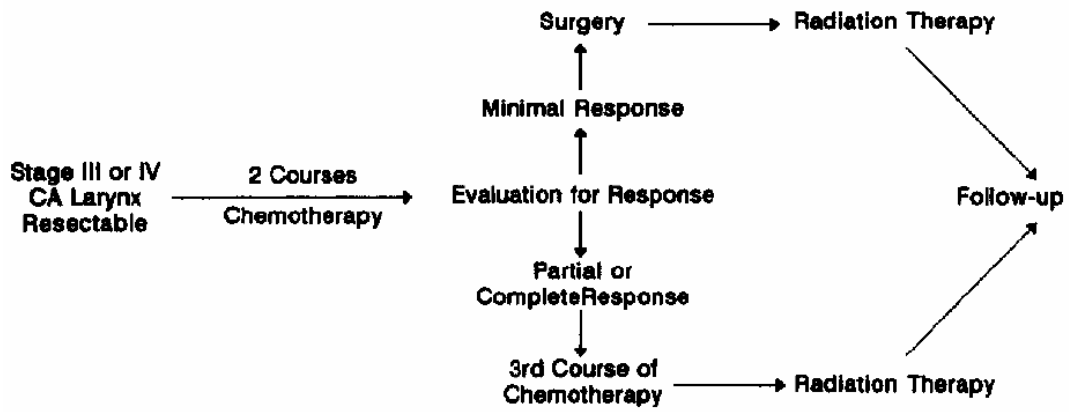 Surgery
Radiation Therapy
Minimal Response
Stage III or IV
CA Larynx
Resectable
2 Courses
Chemotherapy
Evaluation for Response
Follow-up
Partial or
CompleteResponse
3rd Course of
Chemotherapy
Radiation Therapy